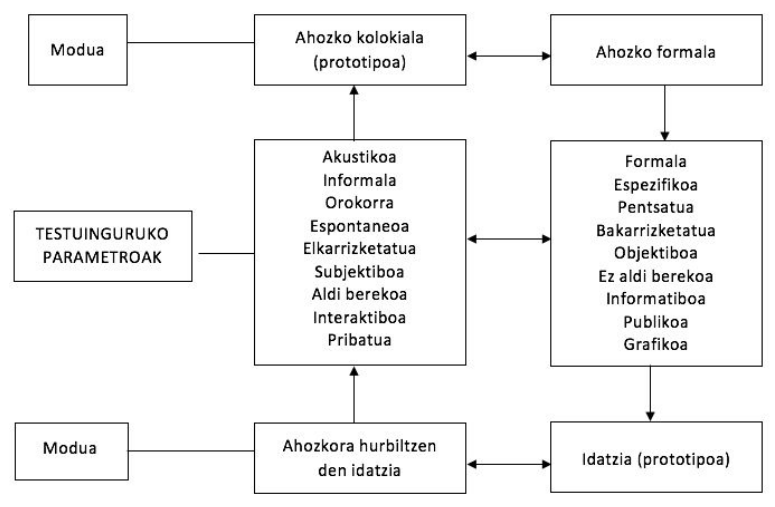 Modua
Ahozko kolokiala
(prototipoa)
Ahozko formala
TESTUINGURUKO
PARAMETROAK
Akustikoa
Informala
Orokorra
Espontaneoa
Elkarrizketatua
Subjektiboa
Aldi berekoa
Interaktiboa
Pribatua
Formala
Espezifikoa
Pentsatua
Bakarrizketatua
Objektiboa
Ez aldi berekoa
Informatiboa
Publikoa
Grafikoa
Modua
Ahozkora hurbiltzen
den idatzia
Idatzia (prototipoa)